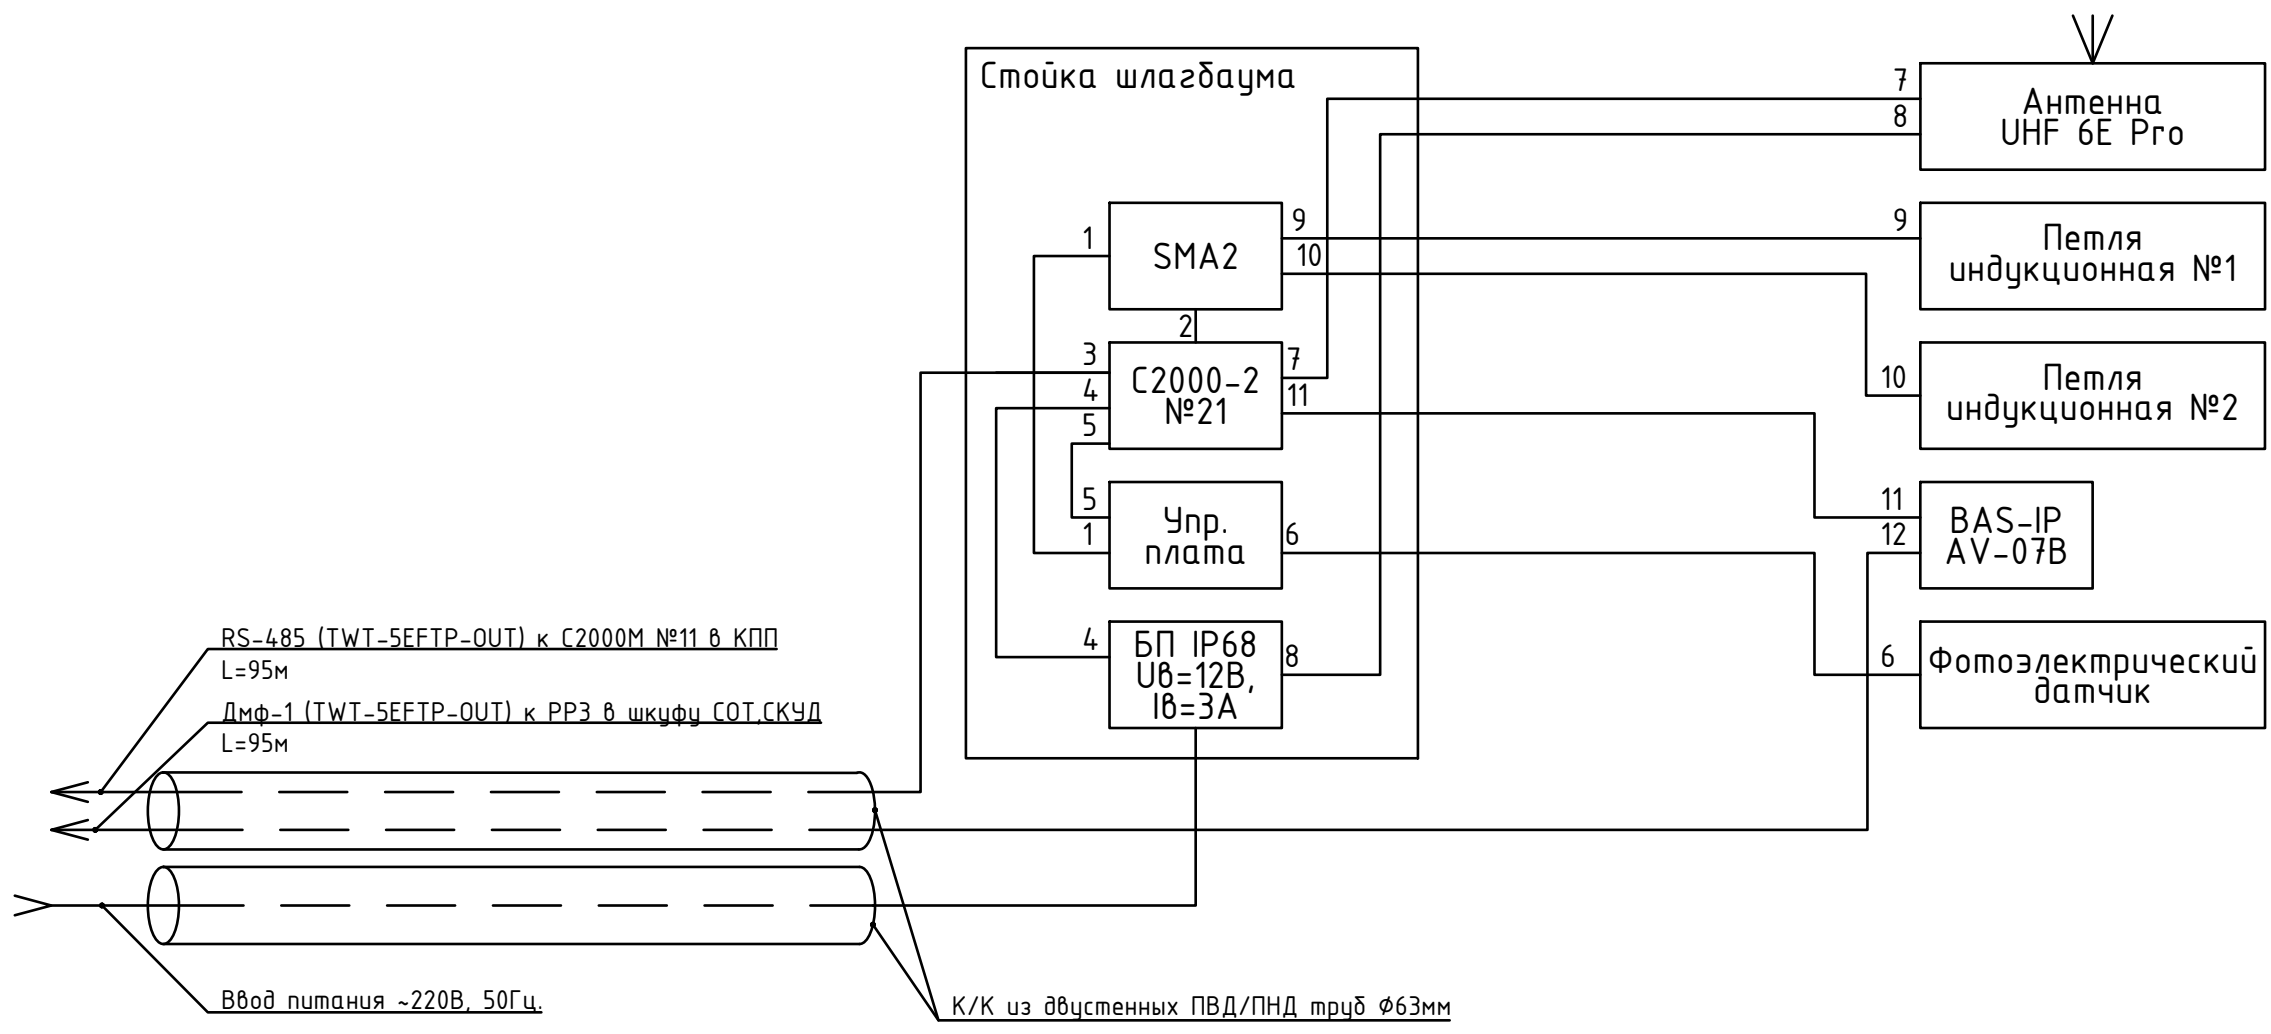 Стойка шлагбаума
7
8
Антенна
UHF 6E Pro
1
SMA2
9
10
9
Петля
индукционная №1
2
3
4
5
С2000-2
№21
7
11
10
Петля
индукционная №2
5
1
Упр.
плата
6
11
12
BAS-IP
AV-07B
4
БП IP68
Uв=12В,
Iв=3А
8
6
Фотоэлектрический
датчик
RS-485 (TWT-5EFTP-OUT) к С2000М №11 в КПП
L=95м
Дмф-1 (TWT-5EFTP-OUT) к РР3 в шкуфу СОТ,СКУД
L=95м
Ввод питания ~220В, 50Гц.
К/К из двустенных ПВД/ПНД труб Ø63мм